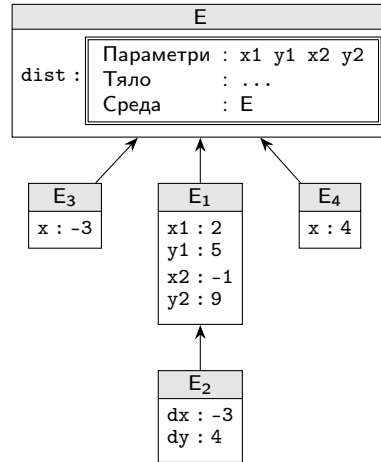 E
dist :
Параметри : x1 y1 x2 y2
Тяло : ...
Среда : E
E₃
x : -3
E₁
x1 : 2
y1 : 5
x2 : -1
y2 : 9
E₄
x : 4
E₂
dx : -3
dy : 4